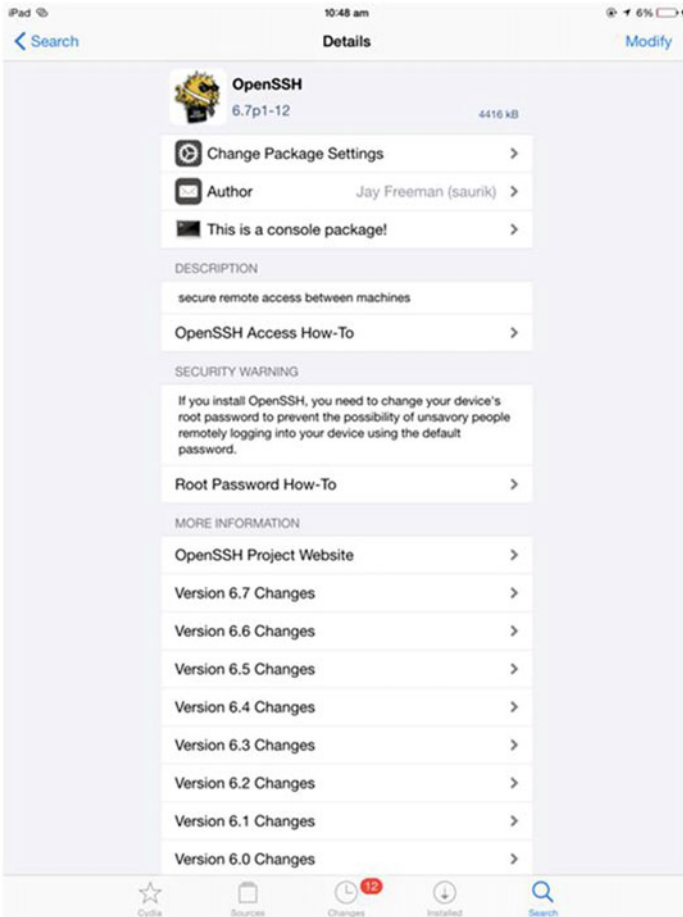 iPad 10:48 am 6%
Search Details Modify
OpenSSH
6.7p1-12 4416 kB
Change Package Settings
Author Jay Freeman (saurik)
This is a console package!
DESCRIPTION
secure remote access between machines
OpenSSH Access How-To
SECURITY WARNING
If you install OpenSSH, you need to change your device's
root password to prevent the possibility of unsavory people
remotely logging into your device using the default
password.
Root Password How-To
MORE INFORMATION
OpenSSH Project Website
Version 6.7 Changes
Version 6.6 Changes
Version 6.5 Changes
Version 6.4 Changes
Version 6.3 Changes
Version 6.2 Changes
Version 6.1 Changes
Version 6.0 Changes
12
Cydia Sources Changes Installed Search